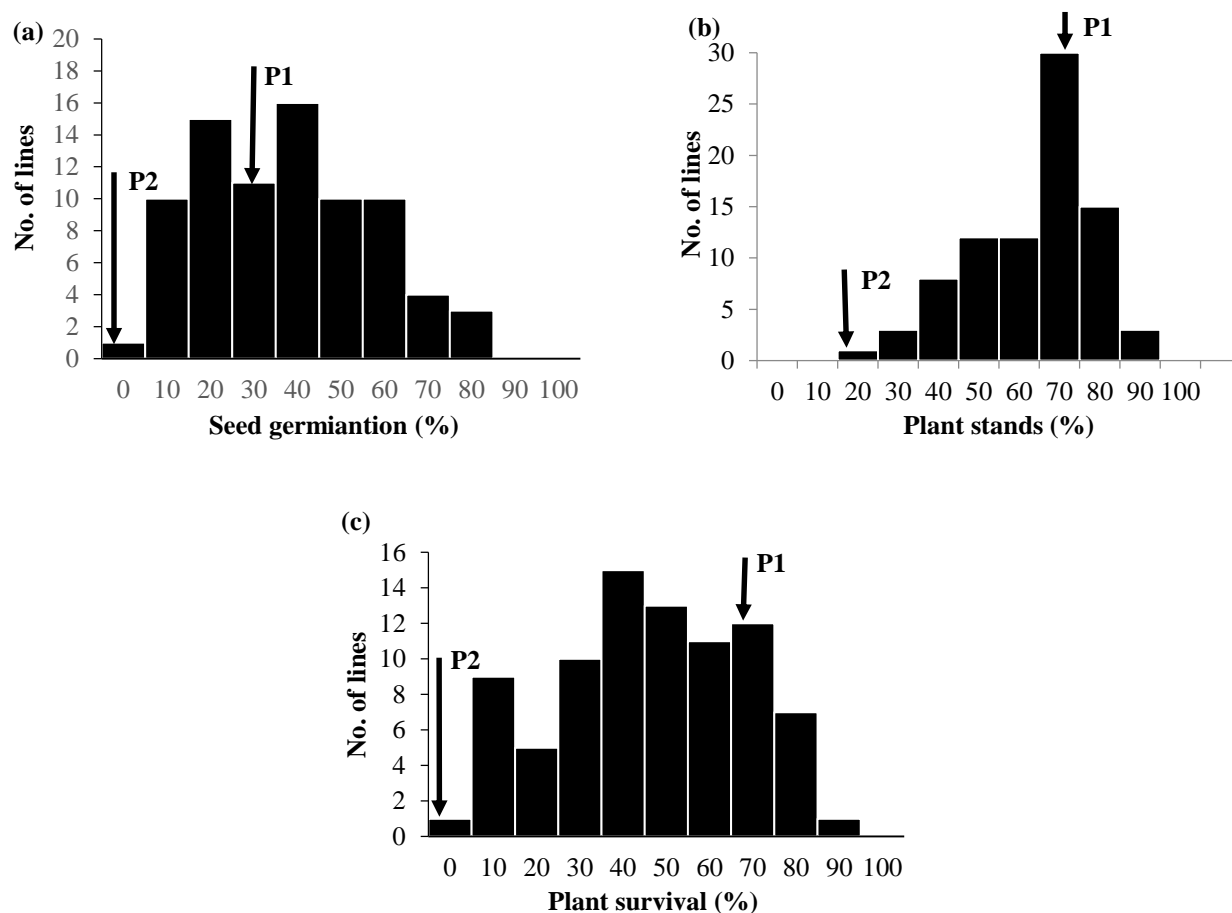 (a)
20
18
16
14
12
10
8
6
4
2
0
No. of lines
P1
P2
0 10 20 30 40 50 60 70 80 90 100
Seed germiantion (%)
(b)
30
25
20
15
10
5
0
No. of lines
P1
P2
0 10 20 30 40 50 60 70 80 90 100
Plant stands (%)
(c)
16
14
12
10
8
6
4
2
0
No. of lines
P1
P2
0 10 20 30 40 50 60 70 80 90 100
Plant survival (%)